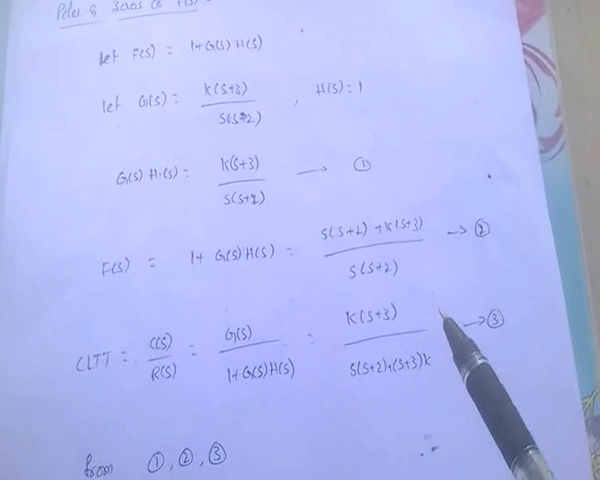 Poles & Zeros of F(s)
let F(s) = 1+G(s) H(s)
let G(s) = K(s+3) / s(s+2) , H(s) = 1
G(s) H(s) = K(s+3) / s(s+2) → ①
F(s) = 1+ G(s) H(s) = s(s+2) + K(s+3) / s(s+2) → ②
CLTT = C(s) / R(s) = G(s) / 1+G(s)H(s) = K(s+3) / s(s+2)+(s+3)K → ③
from ①, ②, ③